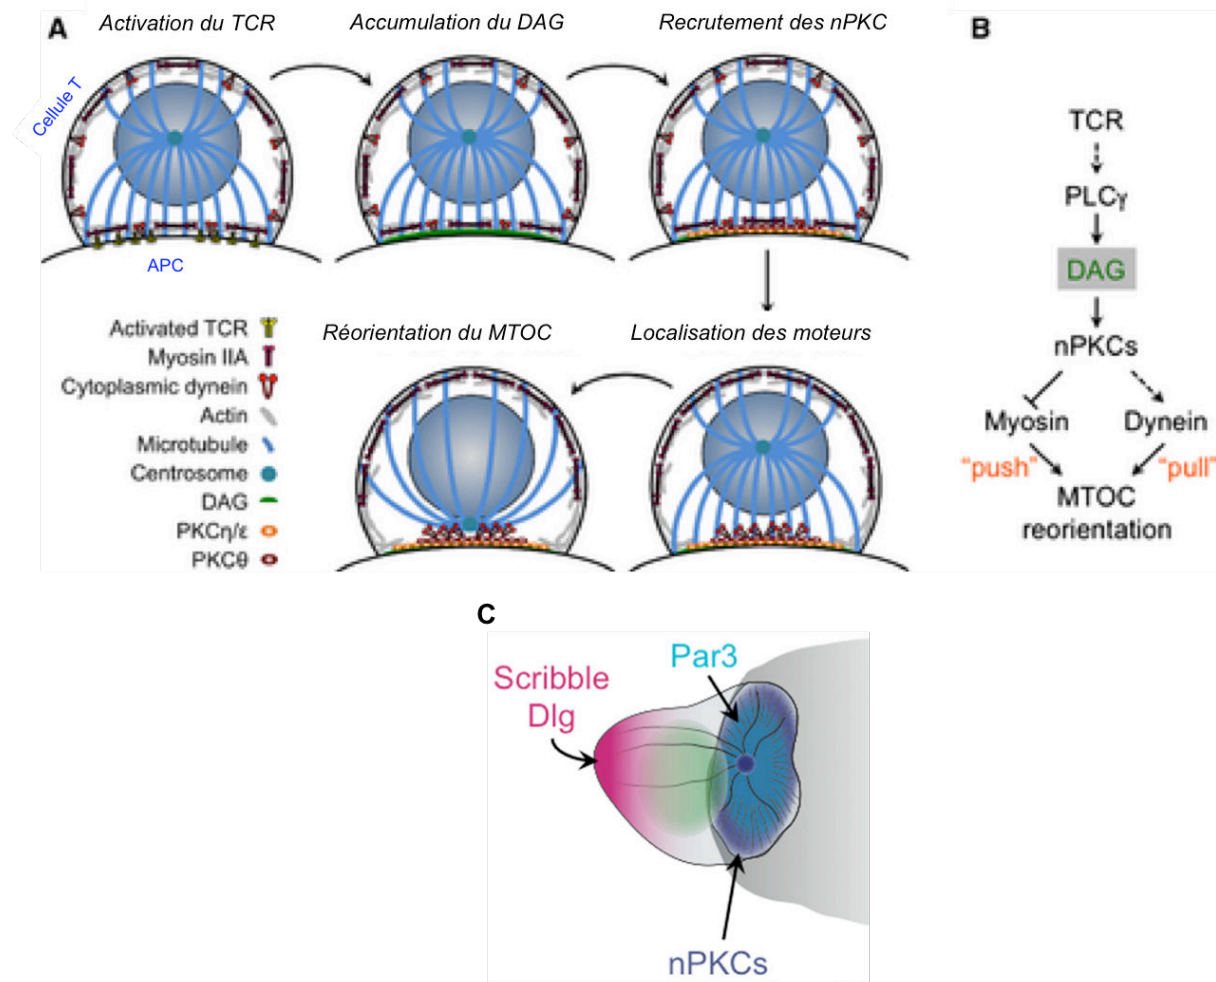 A
Activation du TCR
Accumulation du DAG
Recrutement des nPKC
Cellule T
APC
Réorientation du MTOC
Localisation des moteurs
Activated TCR
Myosin IIA
Cytoplasmic dynein
Actin
Microtubule
Centrosome
DAG
PKCη/ε
PKCθ
B
TCR
PLCγ
DAG
nPKCs
Myosin
Dynein
"push"
"pull"
MTOC
reorientation
C
Par3
Scribble
Dlg
nPKCs